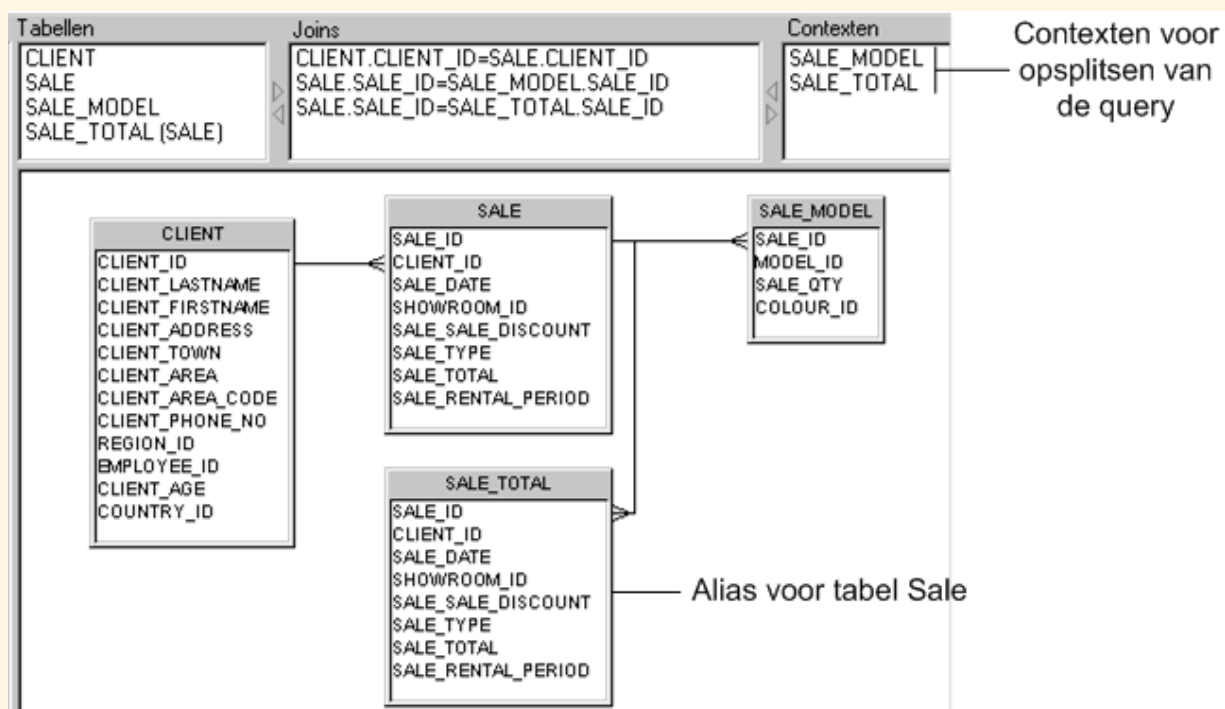 Tabellen
CLIENT
SALE
SALE_MODEL
SALE_TOTAL (SALE)
Joins
CLIENT.CLIENT_ID=SALE.CLIENT_ID
SALE.SALE_ID=SALE_MODEL.SALE_ID
SALE.SALE_ID=SALE_TOTAL.SALE_ID
Contexten
SALE_MODEL
SALE_TOTAL
Contexten voor
opsplitsen van
de query
CLIENT
CLIENT_ID
CLIENT_LASTNAME
CLIENT_FIRSTNAME
CLIENT_ADDRESS
CLIENT_TOWN
CLIENT_AREA
CLIENT_AREA_CODE
CLIENT_PHONE_NO
REGION_ID
EMPLOYEE_ID
CLIENT_AGE
COUNTRY_ID
SALE
SALE_ID
CLIENT_ID
SALE_DATE
SHOWROOM_ID
SALE_SALE_DISCOUNT
SALE_TYPE
SALE_TOTAL
SALE_RENTAL_PERIOD
SALE_MODEL
SALE_ID
MODEL_ID
SALE_QTY
COLOUR_ID
SALE_TOTAL
SALE_ID
CLIENT_ID
SALE_DATE
SHOWROOM_ID
SALE_SALE_DISCOUNT
SALE_TYPE
SALE_TOTAL
SALE_RENTAL_PERIOD
Alias voor tabel Sale